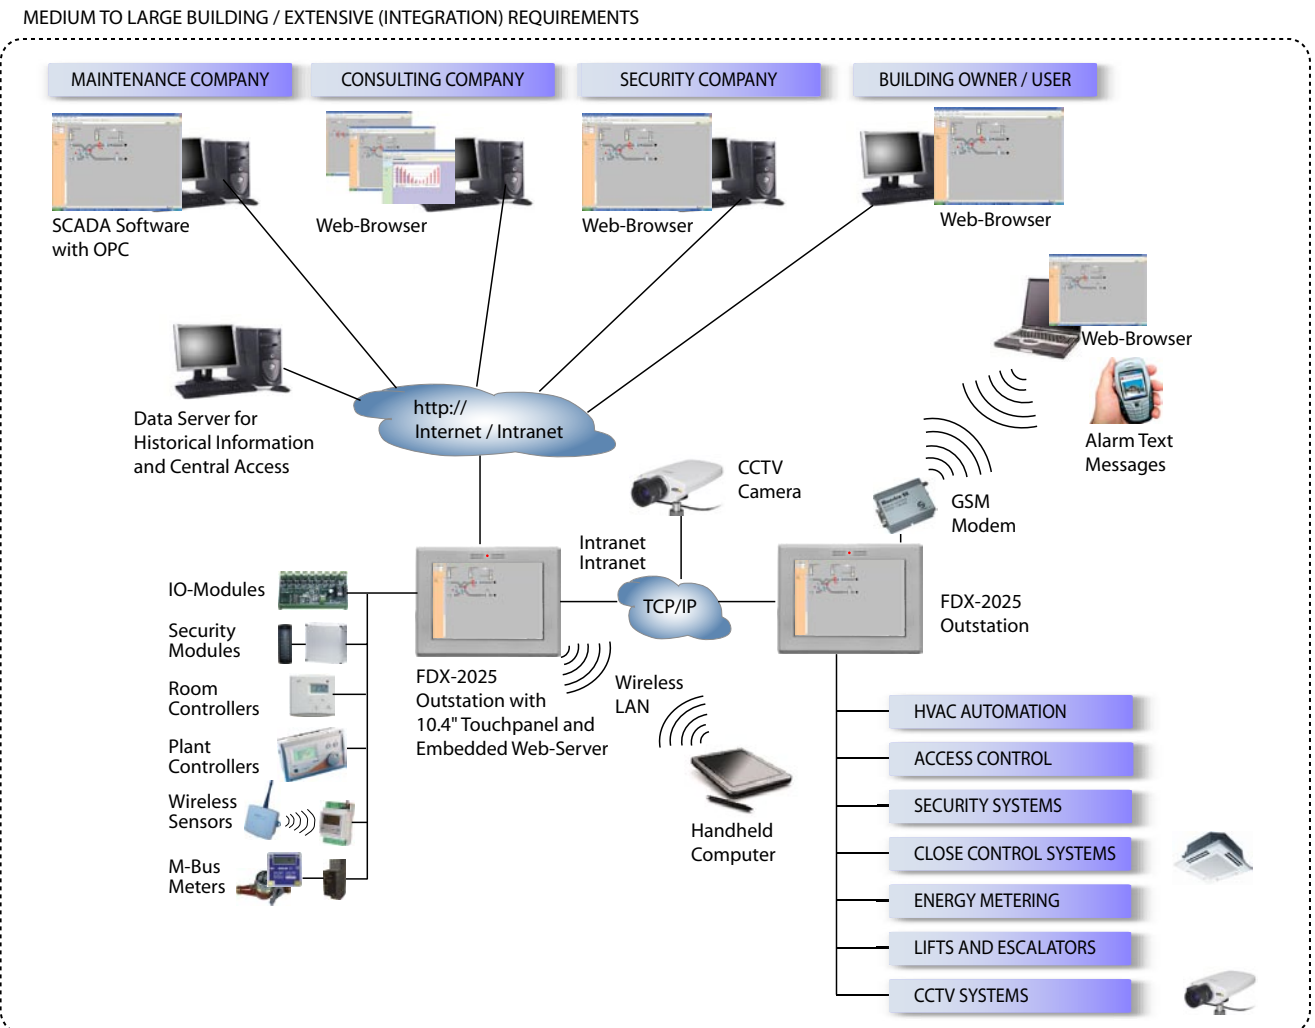 MEDIUM TO LARGE BUILDING / EXTENSIVE (INTEGRATION) REQUIREMENTS
MAINTENANCE COMPANY
CONSULTING COMPANY
SECURITY COMPANY
BUILDING OWNER / USER
SCADA Software
with OPC
Web-Browser
Web-Browser
Web-Browser
Web-Browser
Alarm Text
Messages
Data Server for
Historical Information
and Central Access
http://
Internet / Intranet
CCTV
Camera
GSM
Modem
Intranet
Intranet
TCP/IP
FDX-2025
Outstation
IO-Modules
Security
Modules
Room
Controllers
Plant
Controllers
Wireless
Sensors
M-Bus
Meters
FDX-2025
Outstation with
10.4" Touchpanel and
Embedded Web-Server
Wireless
LAN
Handheld
Computer
HVAC AUTOMATION
ACCESS CONTROL
SECURITY SYSTEMS
CLOSE CONTROL SYSTEMS
ENERGY METERING
LIFTS AND ESCALATORS
CCTV SYSTEMS